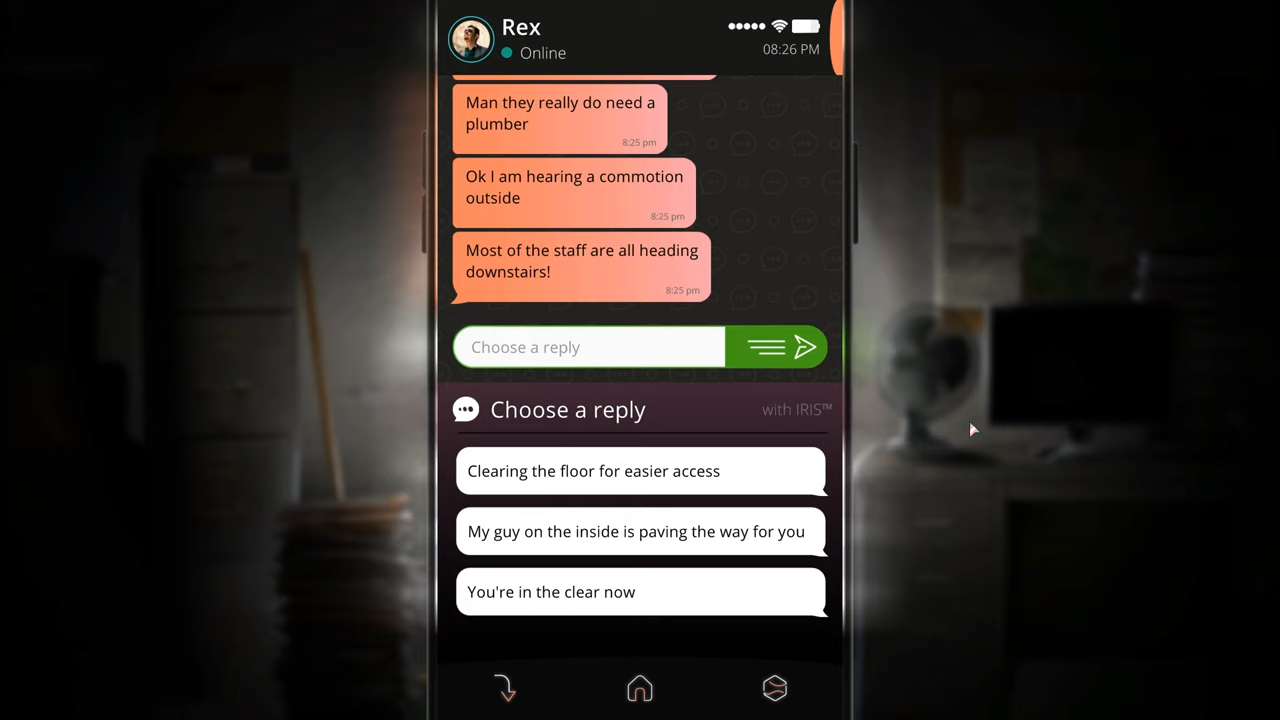 Rex
Online
08:26 PM
Man they really do need a
plumber
8:25 pm
Ok I am hearing a commotion
outside
8:25 pm
Most of the staff are all heading
downstairs!
8:25 pm
Choose a reply
Choose a reply
with IRIS™
Clearing the floor for easier access
My guy on the inside is paving the way for you
You're in the clear now